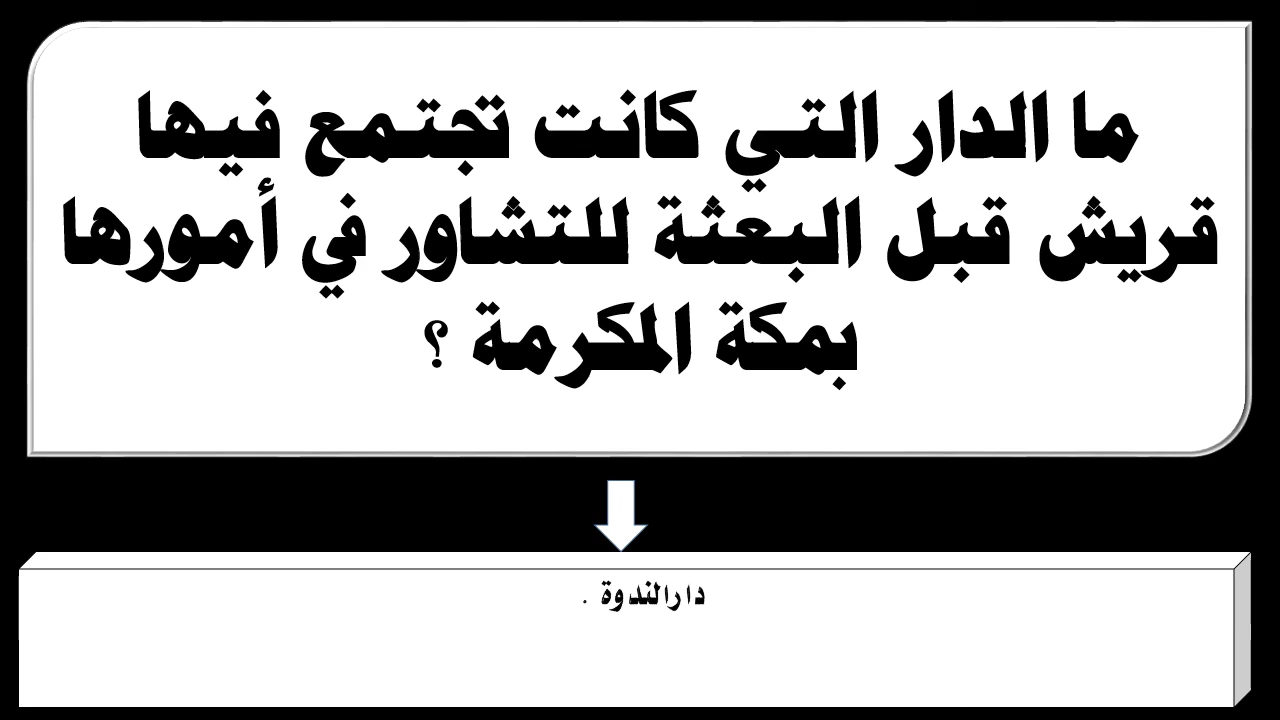 ما الدار التي كانت تجتمع فيها
قريش قبل البعثة للتشاور في أمورها
بمكة المكرمة ؟
دارالندوة .